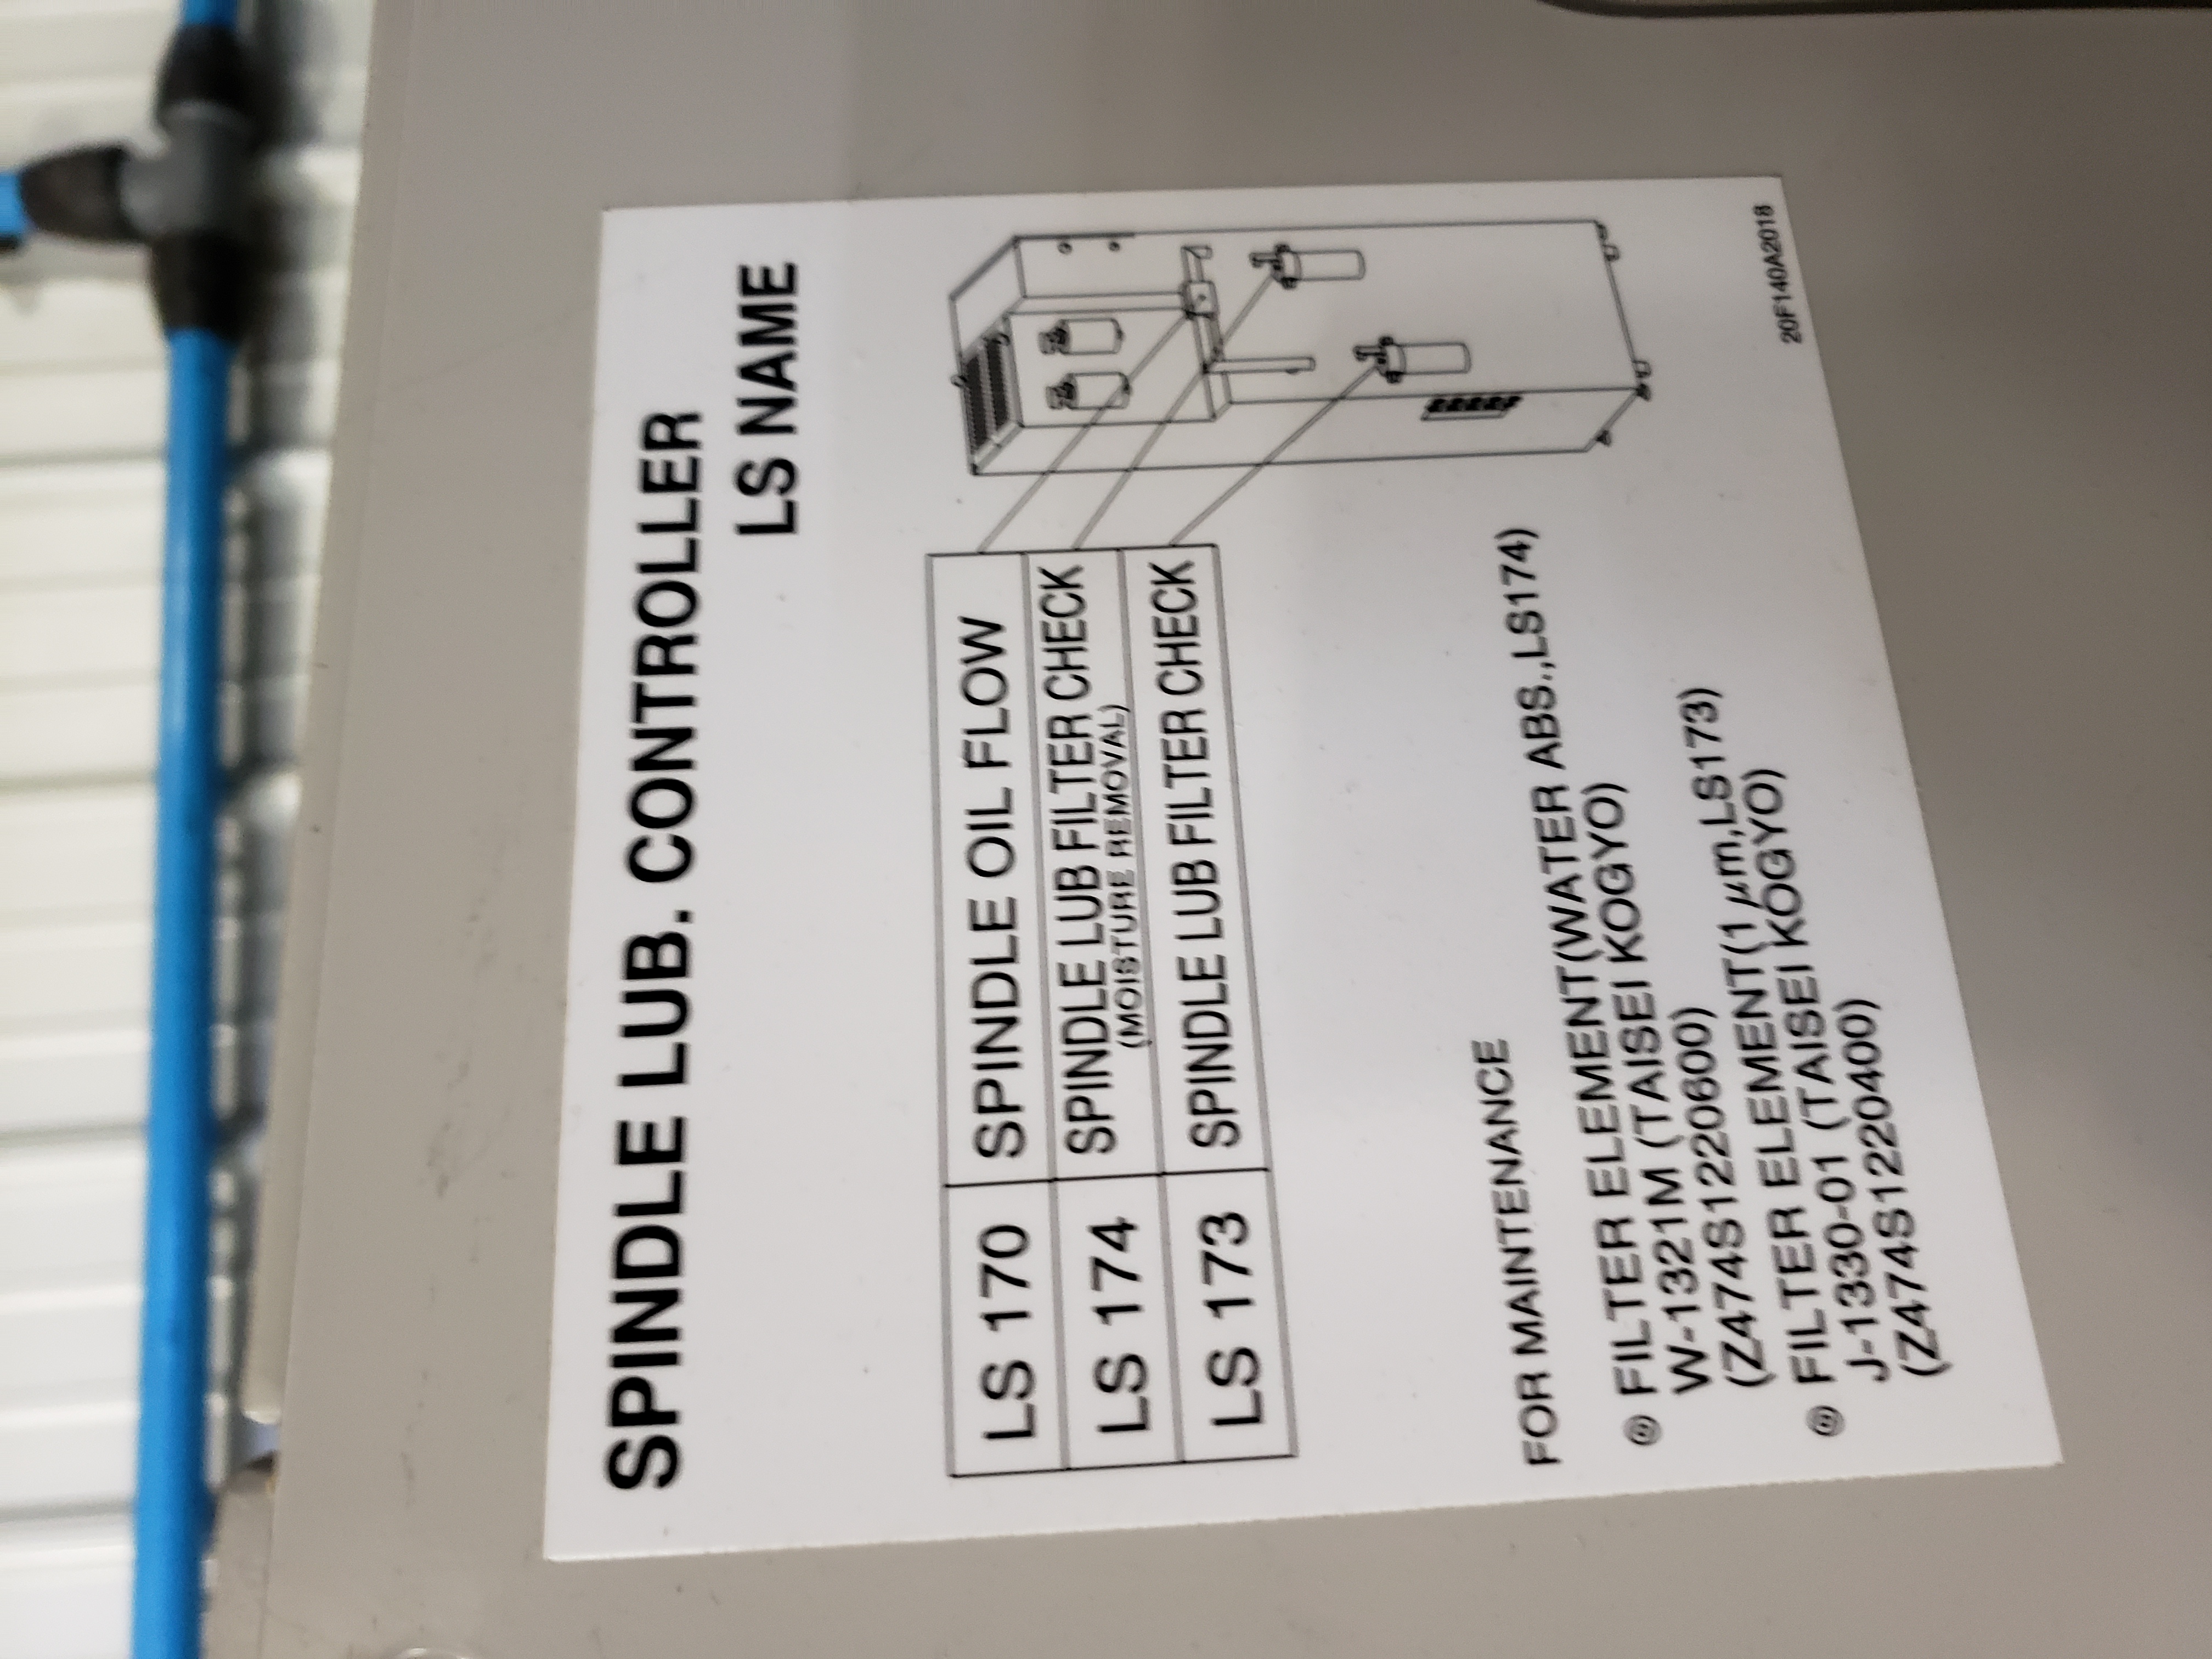 SPINDLE LUB. CONTROLLER
LS NAME
LS 170 SPINDLE OIL FLOW
LS 174 SPINDLE LUB FILTER CHECK
(MOISTURE REMOVAL)
LS 173 SPINDLE LUB FILTER CHECK
FOR MAINTENANCE
◎ FILTER ELEMENT(WATER ABS.,LS174)
W-1321M (TAISEI KOGYO)
(Z474S1220600)
◎ FILTER ELEMENT(1 μm,LS173)
J-1330-01 (TAISEI KOGYO)
(Z474S1220400)
20F140A2018